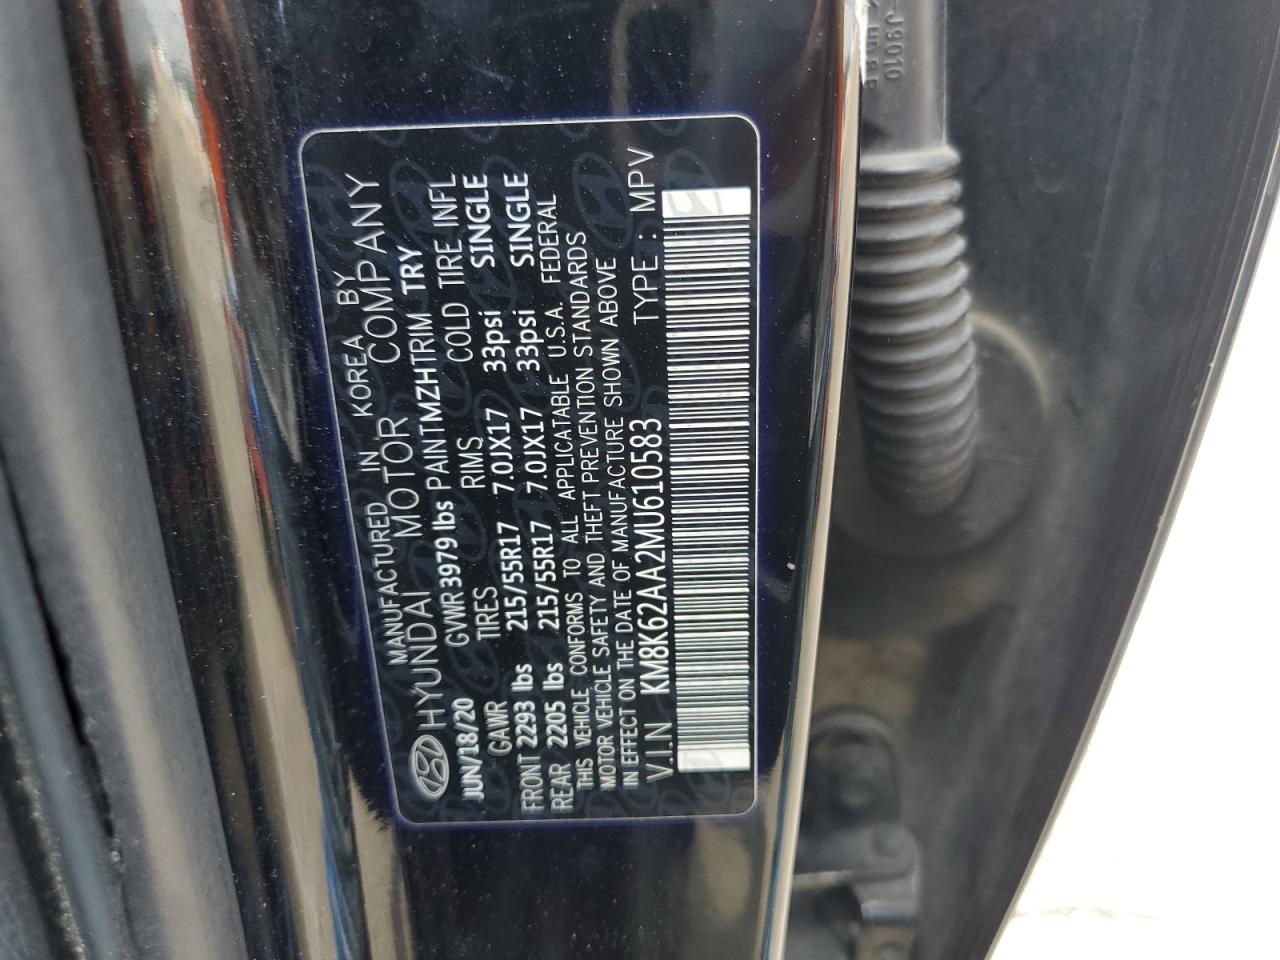 MANUFACTURED IN KOREA BY
HYUNDAI MOTOR COMPANY
JUN/18/20 GVWR 3979 lbs PAINT MZH TRIM TRY
GAWR TIRES RIMS COLD TIRE INFL
FRONT 2293 lbs 215/55R17 7.0JX17 33psi SINGLE
REAR 2205 lbs 215/55R17 7.0JX17 33psi SINGLE
THIS VEHICLE CONFORMS TO ALL APPLICATABLE U.S.A. FEDERAL
MOTOR VEHICLE SAFETY AND THEFT PREVENTION STANDARDS
IN EFFECT ON THE DATE OF MANUFACTURE SHOWN ABOVE
V.I.N KM8K62AA2MU610583 TYPE : MPV
-J9010